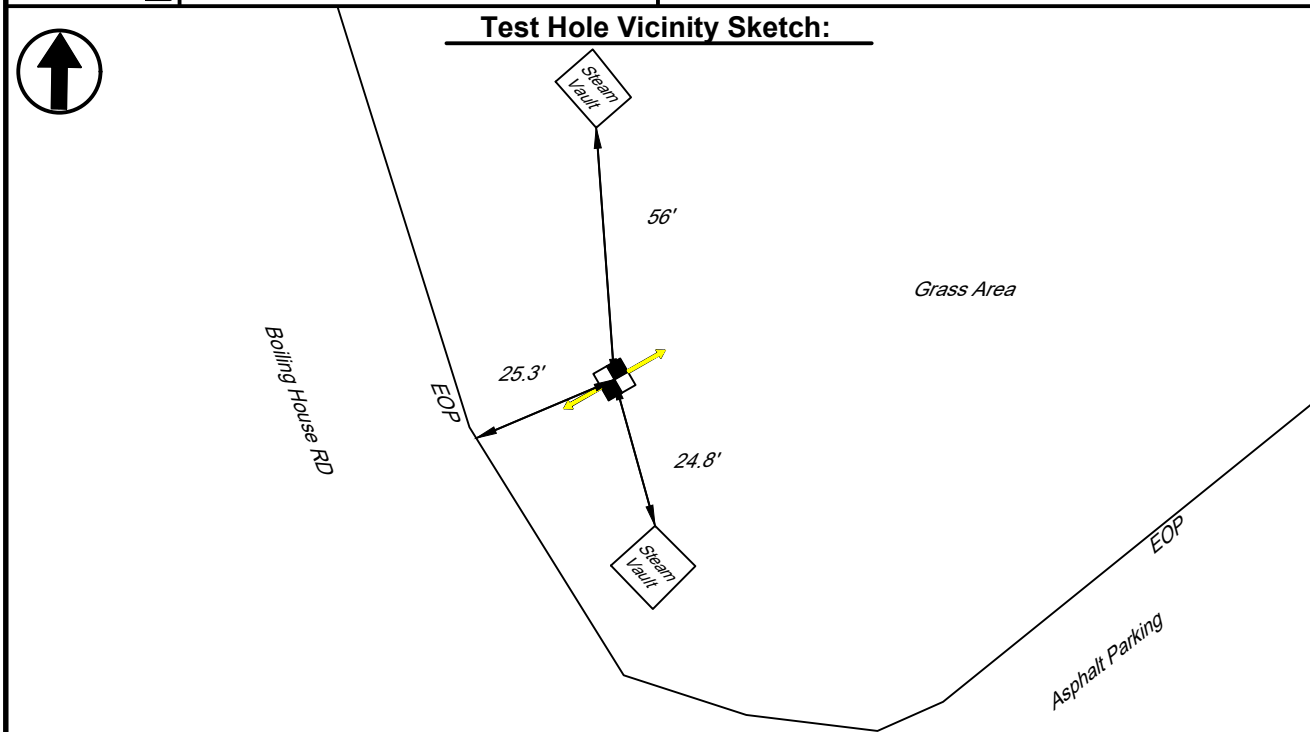 Test Hole Vicinity Sketch:
Steam
Vault
56'
Grass Area
Boiling House RD
25.3'
EOP
24.8'
Steam
Vault
EOP
Asphalt Parking